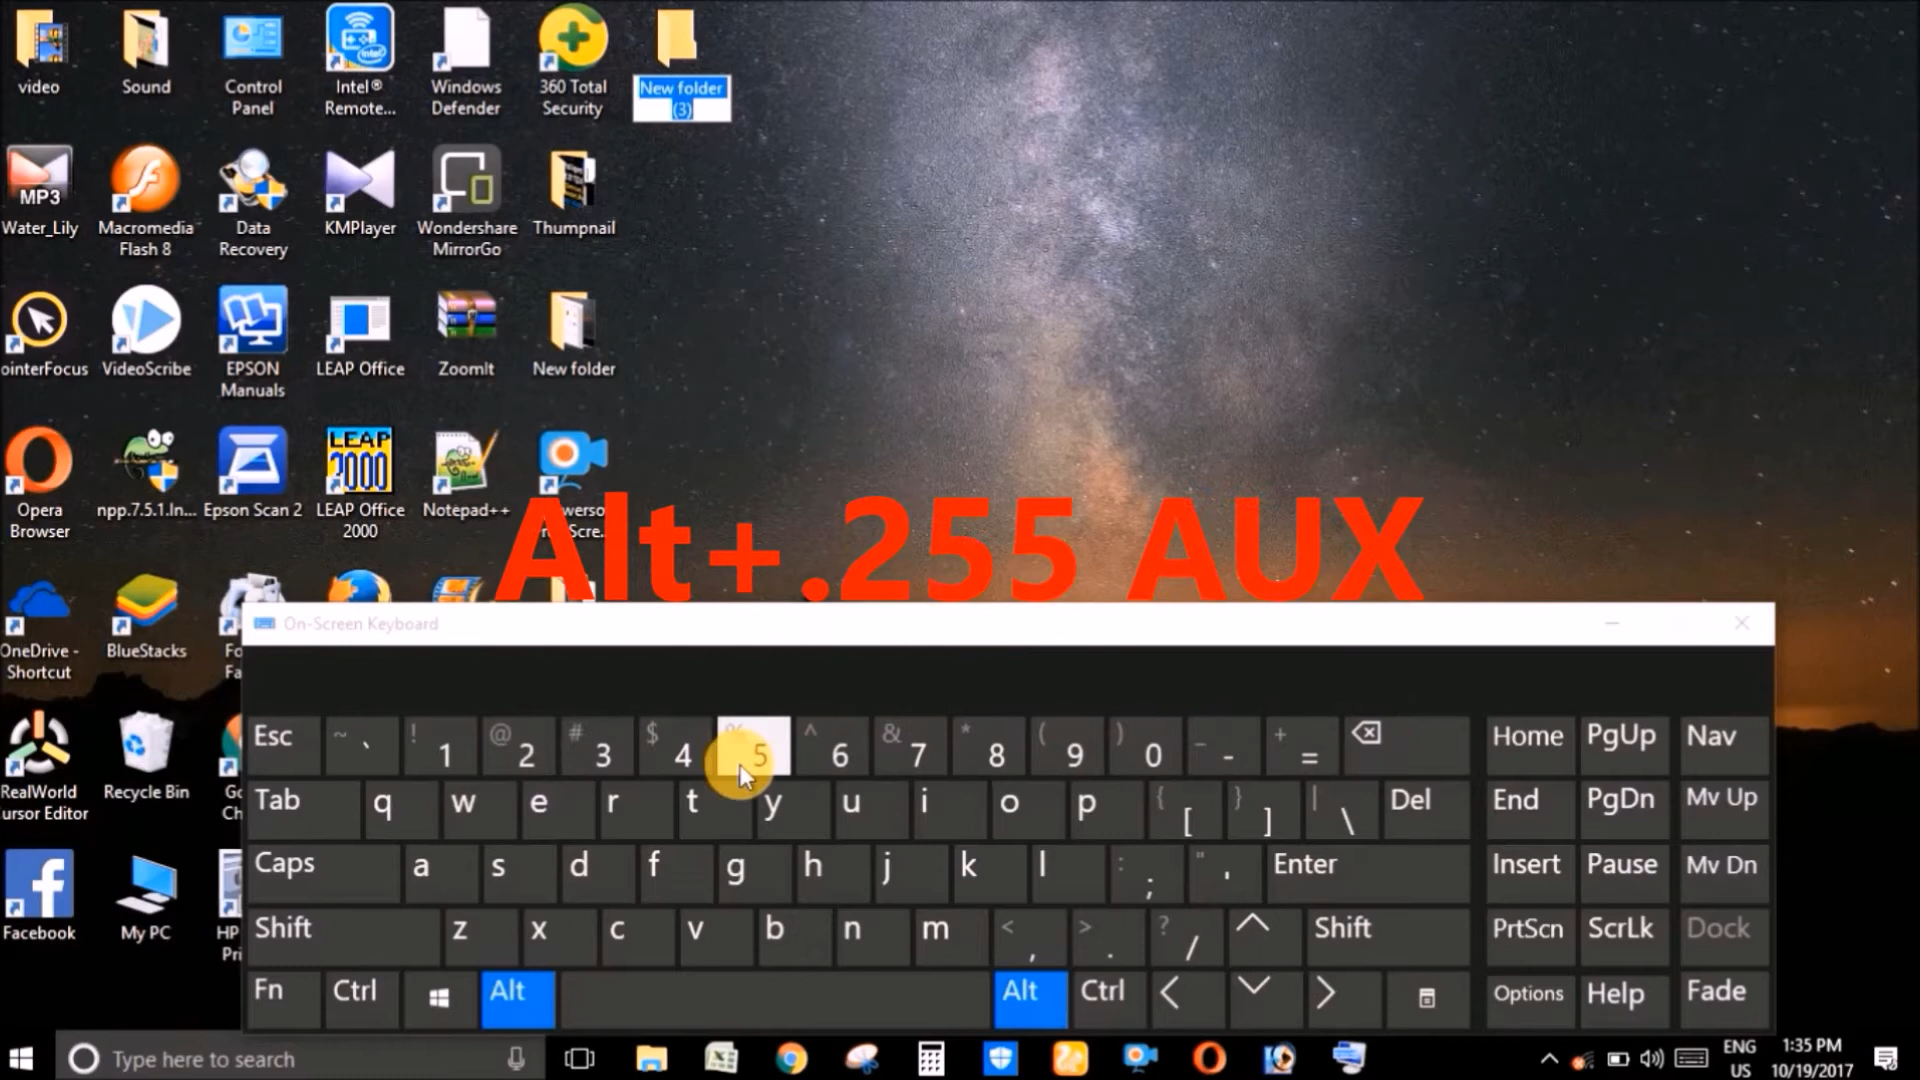 video
Sound
Control
Panel
Intel®
Remote...
Windows
Defender
360 Total
Security
New folder
(3)
MP3
Water_Lily
Macromedia
Flash 8
Data
Recovery
KMPlayer
Wondershare
MirrorGo
Thumpnail
ointerFocus
VideoScribe
EPSON
Manuals
LEAP Office
ZoomIt
New folder
LEAP
2000
Opera
Browser
npp.7.5.1.In...
Epson Scan 2
LEAP Office
2000
Notepad++
Alt+.255 AUX
OneDrive -
Shortcut
BlueStacks
On-Screen Keyboard
Esc ~ ` ! 1 @ 2 # 3 $ 4 % 5 ^ 6 & 7 * 8 ( 9 ) 0 _ - + = Home PgUp Nav
Tab q w e r t y u i o p { [ } ] | \ Del End PgDn Mv Up
Caps a s d f g h j k l : ; " ' Enter Insert Pause Mv Dn
Shift z x c v b n m < , > . ? / Shift PrtScn ScrLk Dock
Fn Ctrl Alt Alt Ctrl Options Help Fade
RealWorld
ursor Editor
Recycle Bin
Facebook
My PC
HP
Pri
Type here to search
ENG
US
1:35 PM
10/19/2017